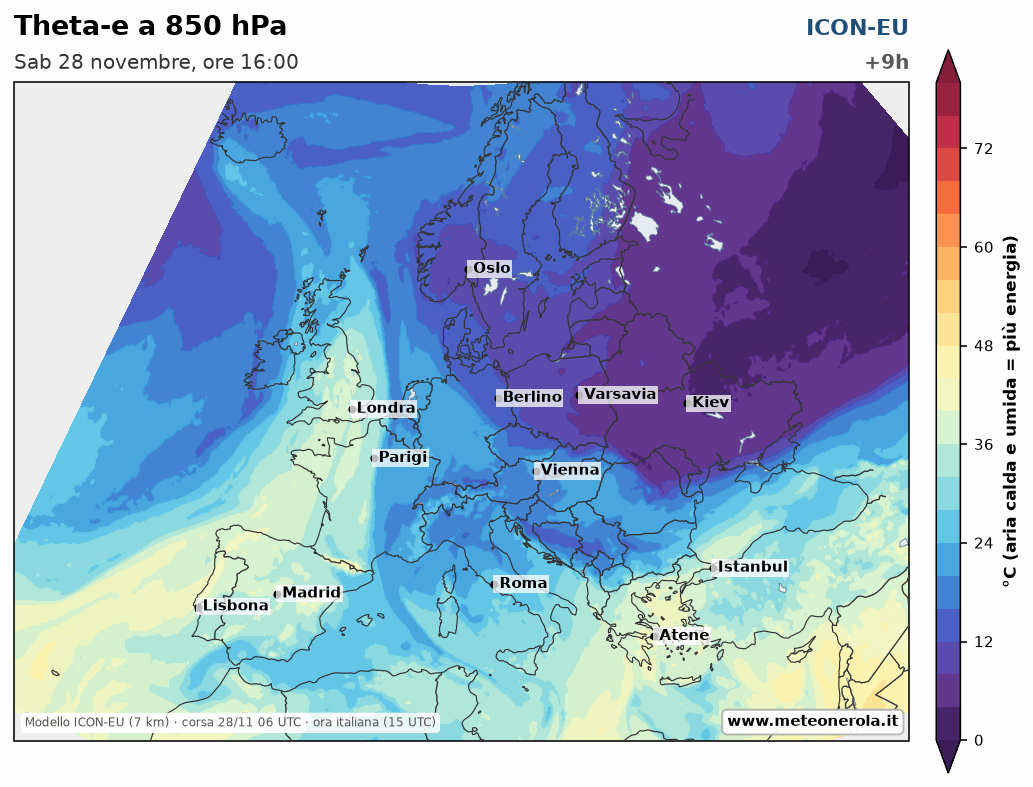 Theta-e a 850 hPa
ICON-EU
Sab 28 novembre, ore 16:00
+9h
72
60
48
36
24
12
0
°C (aria calda e umida = più energia)
Oslo
Berlino
Varsavia
Kiev
Londra
Parigi
Vienna
Istanbul
Roma
Madrid
Lisbona
Atene
Modello ICON-EU (7 km) · corsa 28/11 06 UTC · ora italiana (15 UTC)
www.meteonerola.it